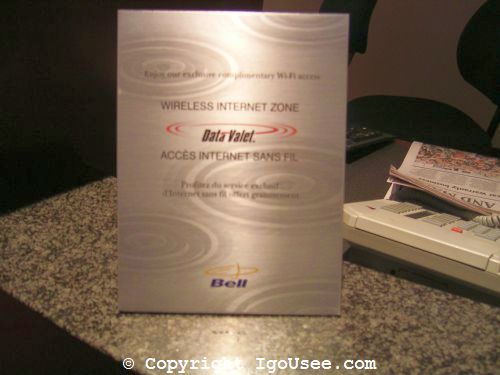 Enjoy our exclusive complimentary Wi-Fi access
WIRELESS INTERNET ZONE
Data Valet.
ACCÈS INTERNET SANS FIL
Profitez du service exclusif
d'Internet sans fil offert gratuitement
Bell
© Copyright IgoUsee.com